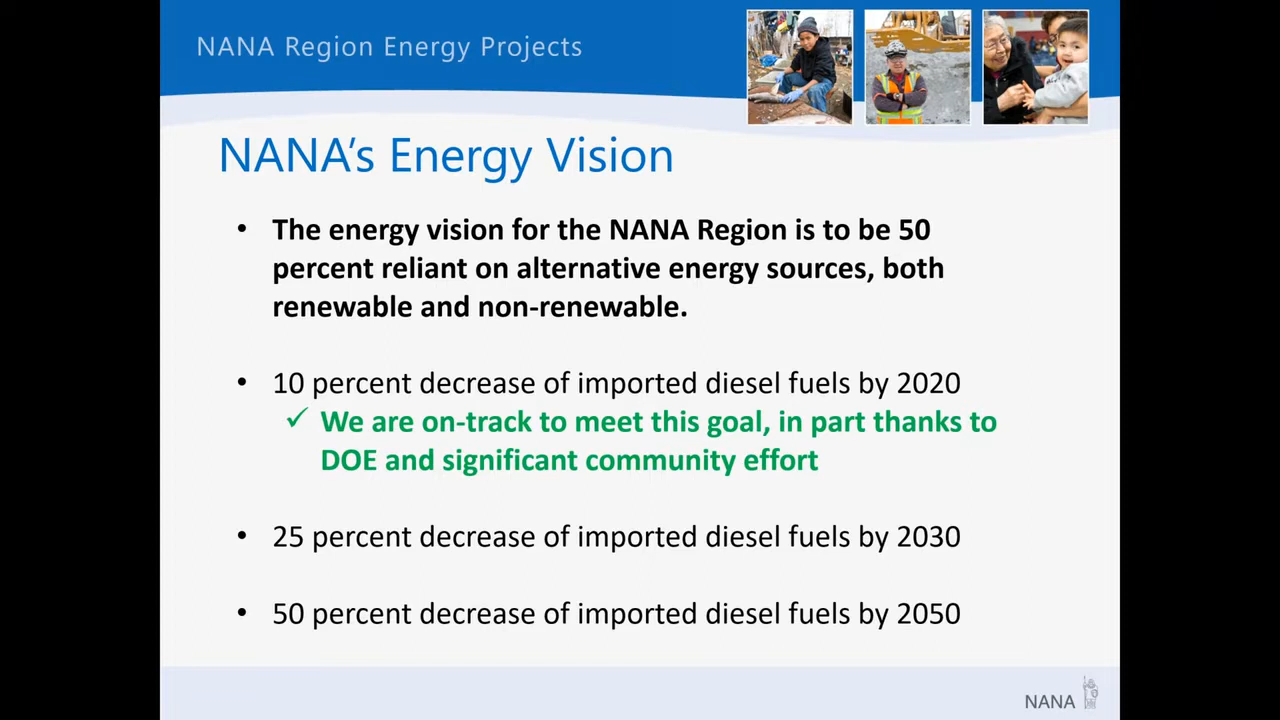 NANA Region Energy Projects
NANA’s Energy Vision
• The energy vision for the NANA Region is to be 50
percent reliant on alternative energy sources, both
renewable and non-renewable.
• 10 percent decrease of imported diesel fuels by 2020
✓ We are on-track to meet this goal, in part thanks to
DOE and significant community effort
• 25 percent decrease of imported diesel fuels by 2030
• 50 percent decrease of imported diesel fuels by 2050
NANA